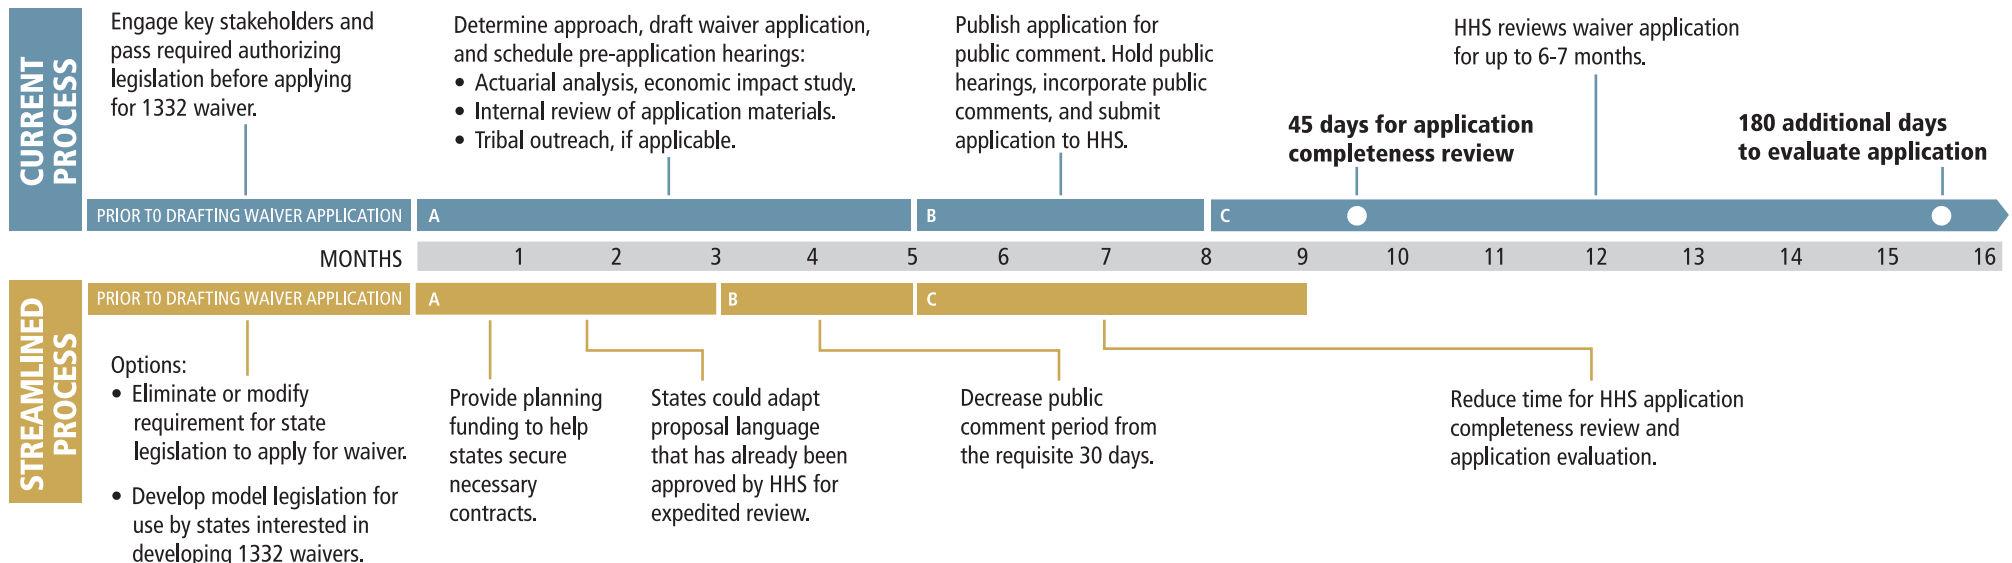 CURRENT
PROCESS
Engage key stakeholders and
pass required authorizing
legislation before applying
for 1332 waiver.
Determine approach, draft waiver application,
and schedule pre-application hearings:
• Actuarial analysis, economic impact study.
• Internal review of application materials.
• Tribal outreach, if applicable.
Publish application for
public comment. Hold public
hearings, incorporate public
comments, and submit
application to HHS.
HHS reviews waiver application
for up to 6-7 months.
45 days for application
completeness review
180 additional days
to evaluate application
PRIOR TO DRAFTING WAIVER APPLICATION
A
B
C
MONTHS 1 2 3 4 5 6 7 8 9 10 11 12 13 14 15 16
STREAMLINED
PROCESS
PRIOR TO DRAFTING WAIVER APPLICATION
A
B
C
Options:
• Eliminate or modify
requirement for state
legislation to apply for waiver.
• Develop model legislation for
use by states interested in
developing 1332 waivers.
Provide planning
funding to help
states secure
necessary
contracts.
States could adapt
proposal language
that has already been
approved by HHS for
expedited review.
Decrease public
comment period from
the requisite 30 days.
Reduce time for HHS application
completeness review and
application evaluation.